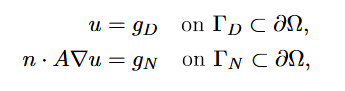 u = g_D on Γ_D ⊂ ∂Ω,
n · A∇u = g_N on Γ_N ⊂ ∂Ω,